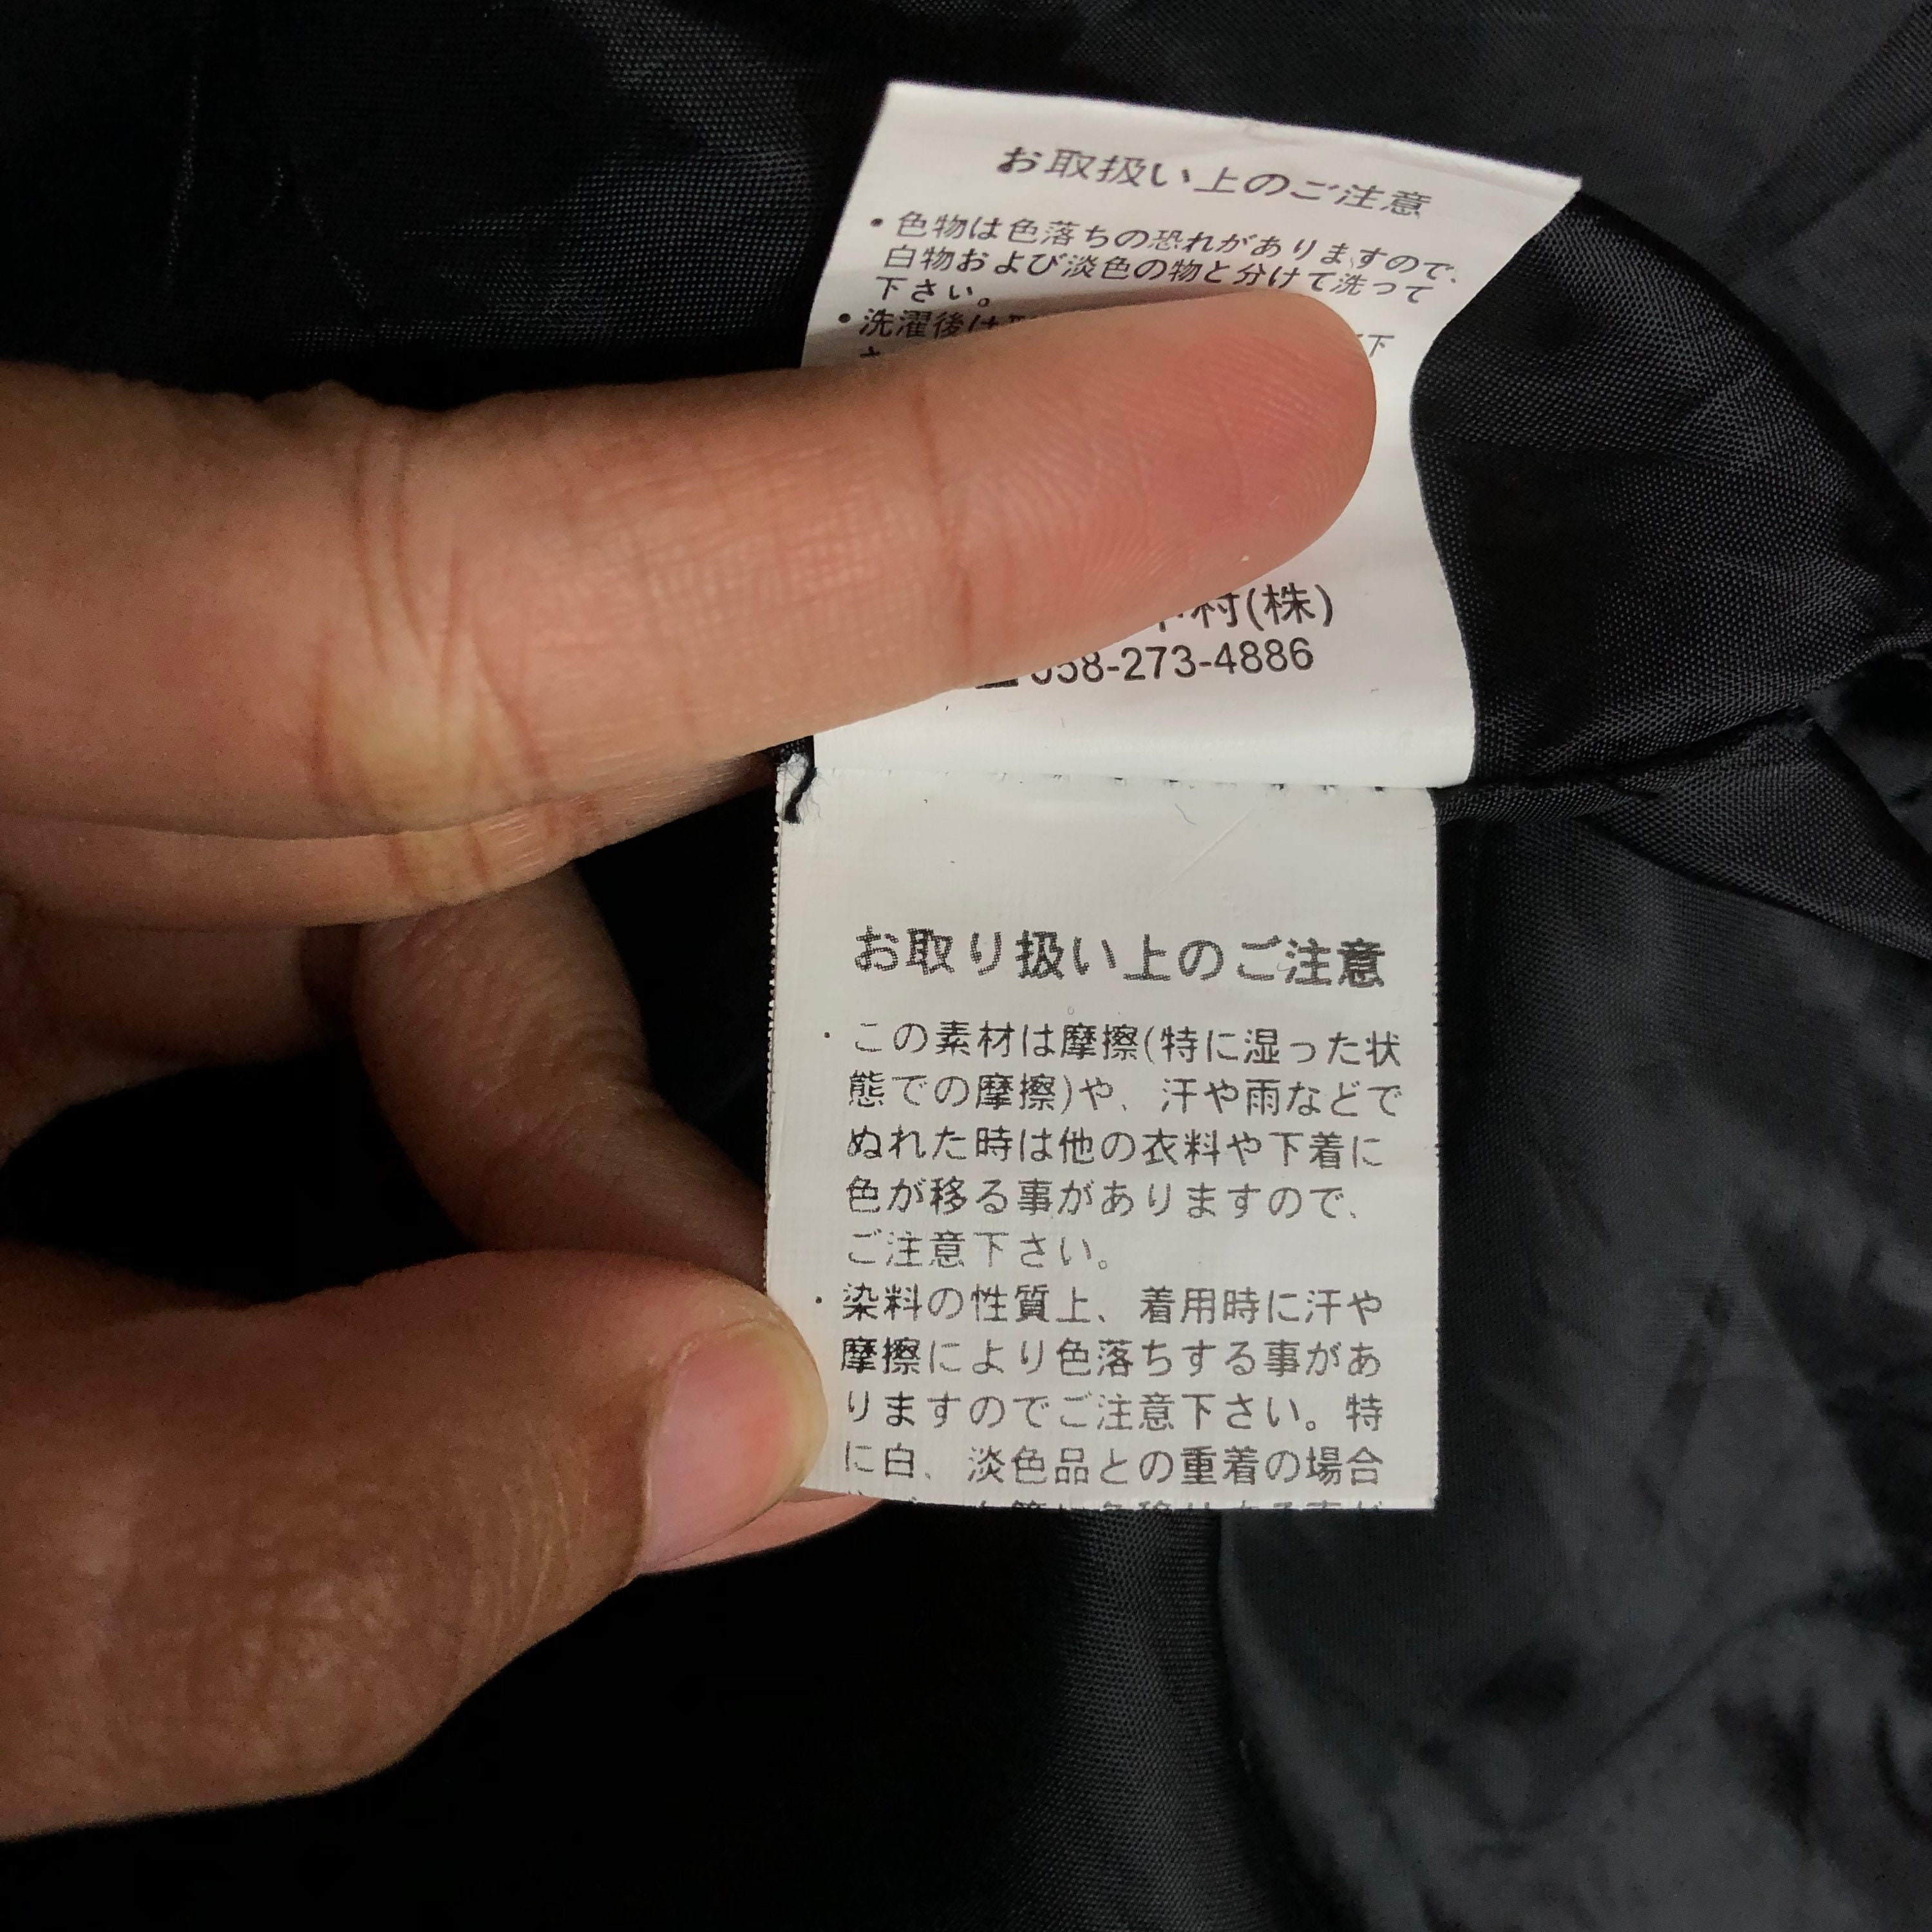 お取扱い上のご注意
• 色物は色落ちの恐れがありますので、
白物および淡色の物と分けて洗って
下さい。
• 洗濯後は
下
村(株)
58-273-4886
お取り扱い上のご注意
・この素材は摩擦(特に湿った状
態での摩擦)や、汗や雨などで
ぬれた時は他の衣料や下着に
色が移る事がありますので、
ご注意下さい。
・染料の性質上、着用時に汗や
摩擦により色落ちする事があ
りますのでご注意下さい。特
に白、淡色品との重着の場合